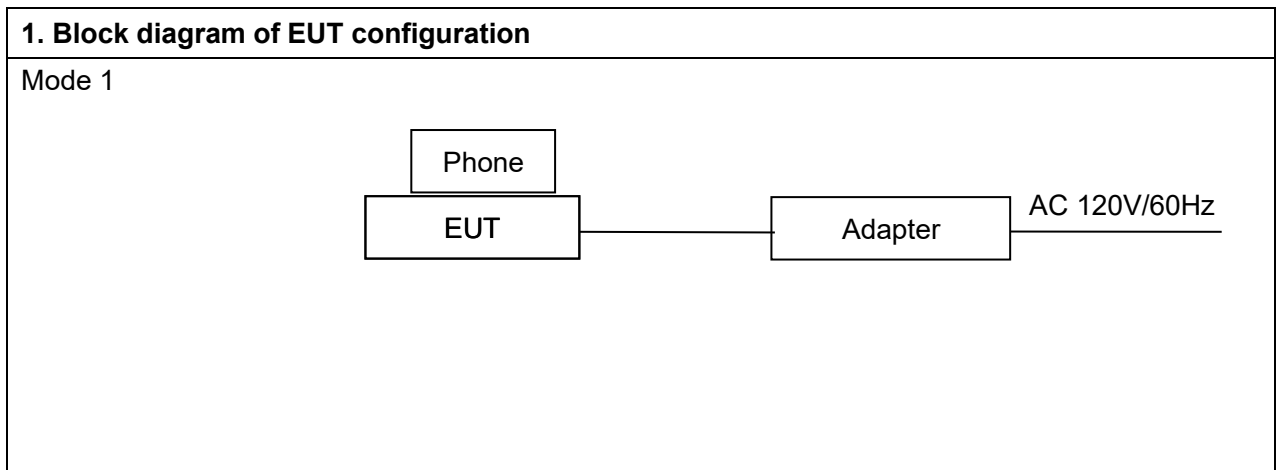 1. Block diagram of EUT configuration
Mode 1
Phone
EUT
Adapter
AC 120V/60Hz